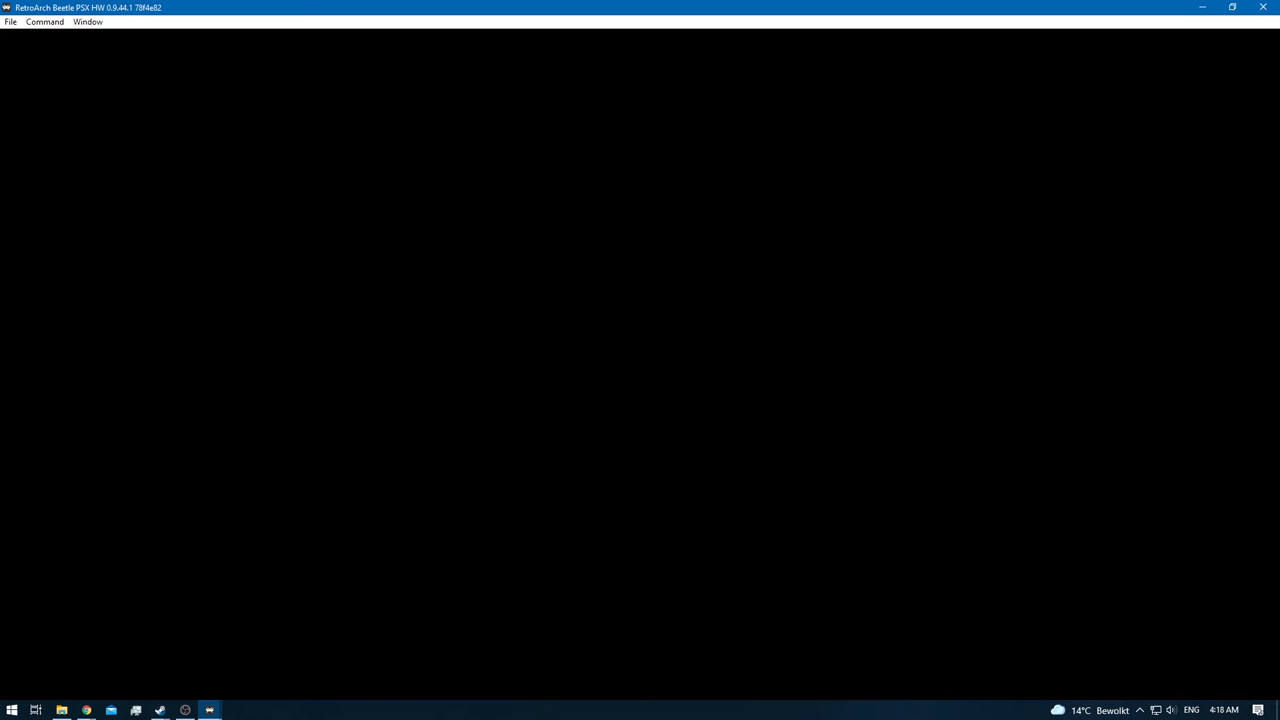 RetroArch Beetle PSX HW 0.9.44.1 78f4e82
File Command Window
14°C Bewolkt ENG 4:18 AM